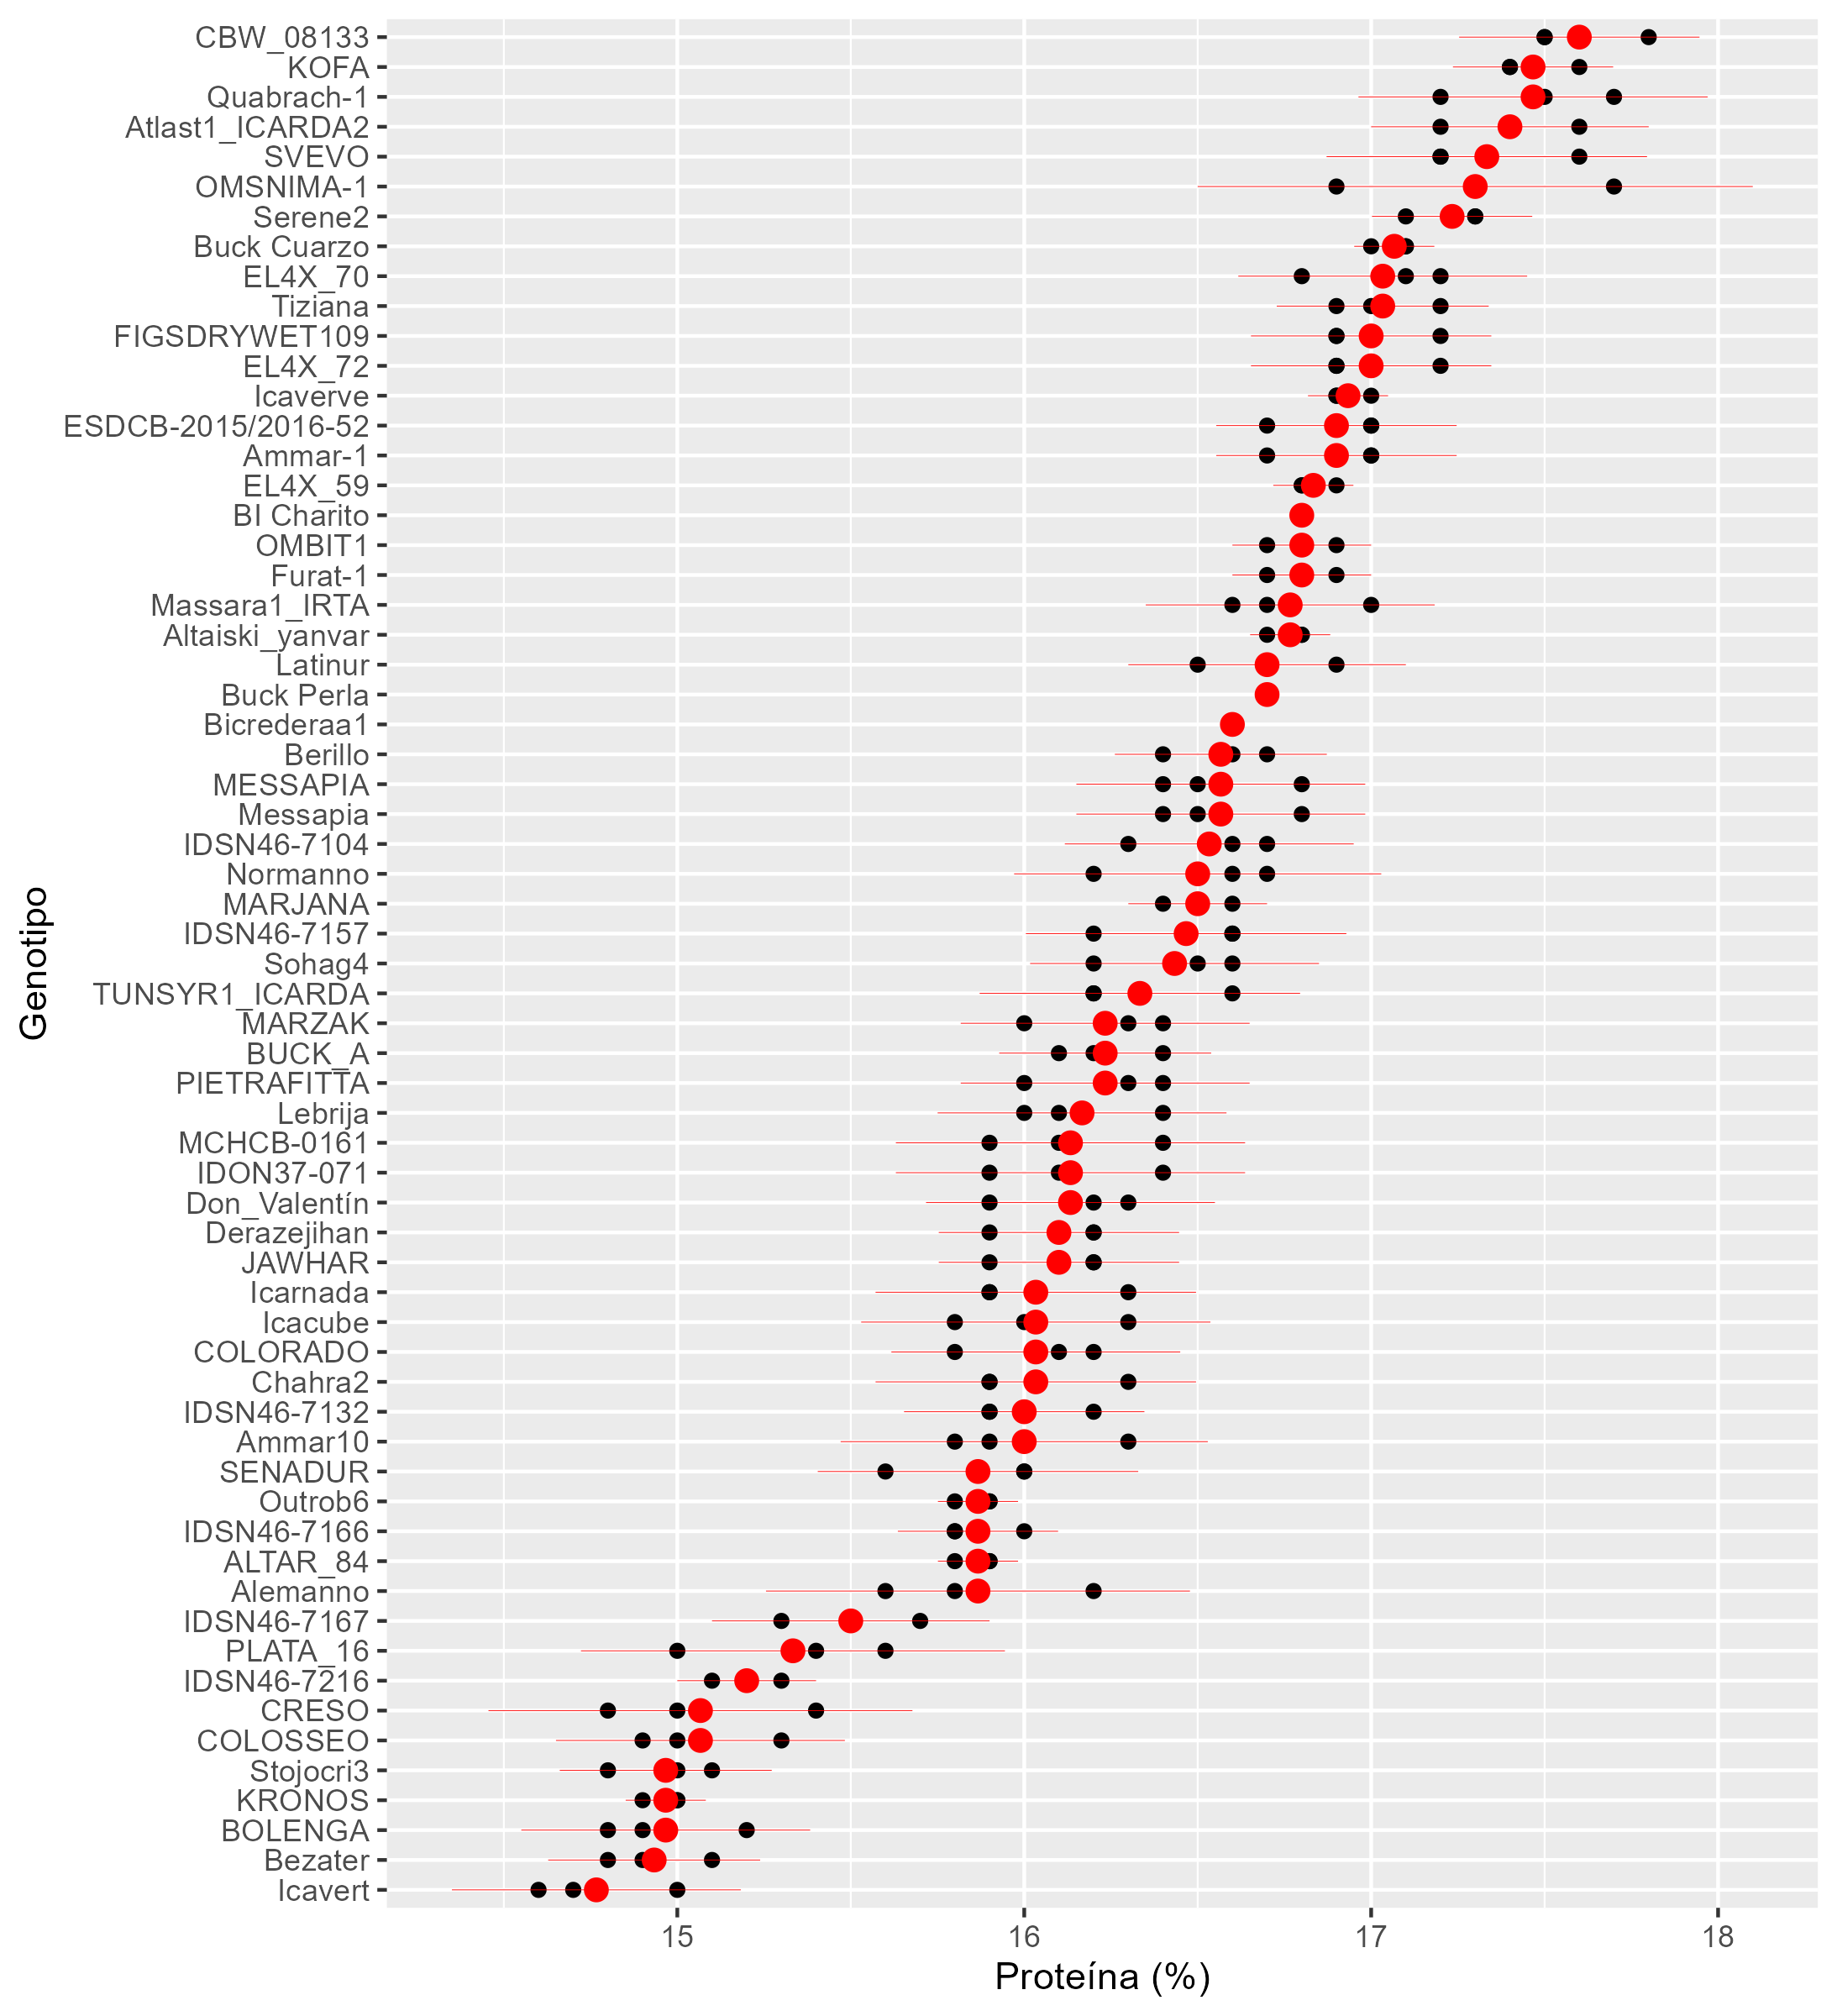 CBW_08133
KOFA
Quabrach-1
Atlast1_ICARDA2
SVEVO
OMSNIMA-1
Serene2
Buck Cuarzo
EL4X_70
Tiziana
FIGSDRYWET109
EL4X_72
Icaverve
ESDCB-2015/2016-52
Ammar-1
EL4X_59
BI Charito
OMBIT1
Furat-1
Massara1_IRTA
Altaiski_yanvar
Latinur
Buck Perla
Bicrederaa1
Berillo
MESSAPIA
Messapia
IDSN46-7104
Normanno
MARJANA
IDSN46-7157
Sohag4
TUNSYR1_ICARDA
MARZAK
BUCK_A
PIETRAFITTA
Lebrija
MCHCB-0161
IDON37-071
Don_Valentín
Derazejihan
JAWHAR
Icarnada
Icacube
COLORADO
Chahra2
IDSN46-7132
Ammar10
SENADUR
Outrob6
IDSN46-7166
ALTAR_84
Alemanno
IDSN46-7167
PLATA_16
IDSN46-7216
CRESO
COLOSSEO
Stojocri3
KRONOS
BOLENGA
Bezater
Icavert
Genotipo
15 16 17 18
Proteína (%)